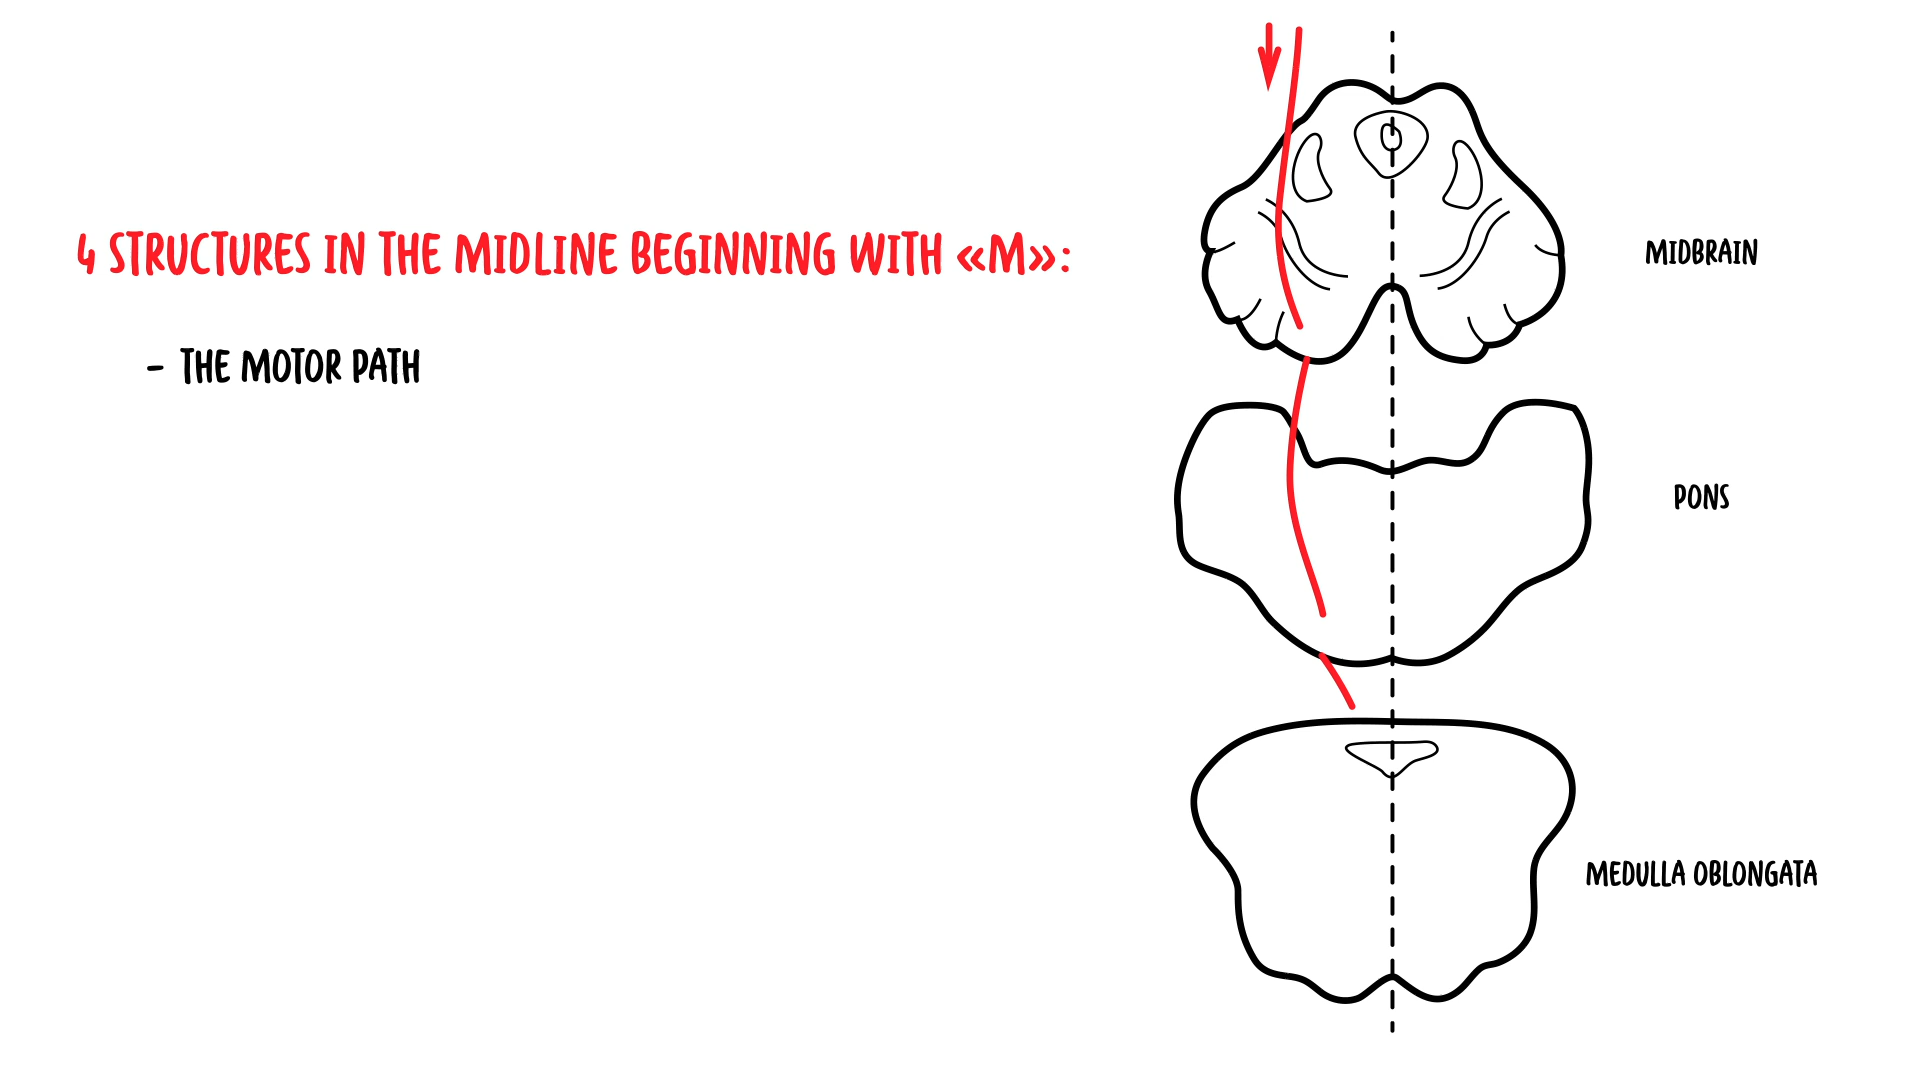 4 STRUCTURES IN THE MIDLINE BEGINNING WITH «M»:
- THE MOTOR PATH
MIDBRAIN
PONS
MEDULLA OBLONGATA